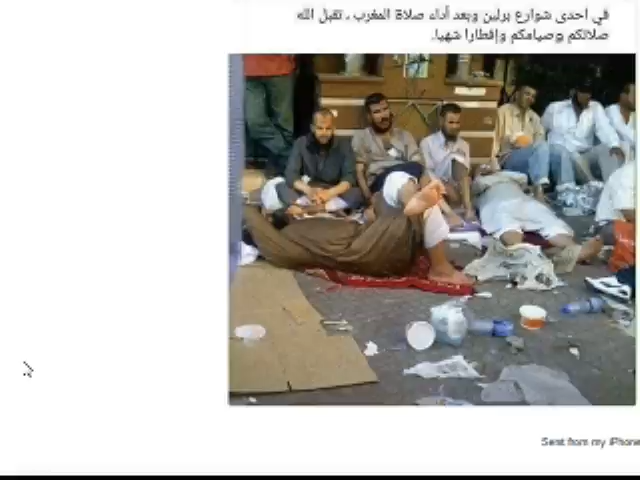 في احدى شوارع برلين وبعد أداء صلاة المغرب ، تقبل الله
صلاتكم وصيامكم وإفطارا شهيا.
Sent from my iPhone